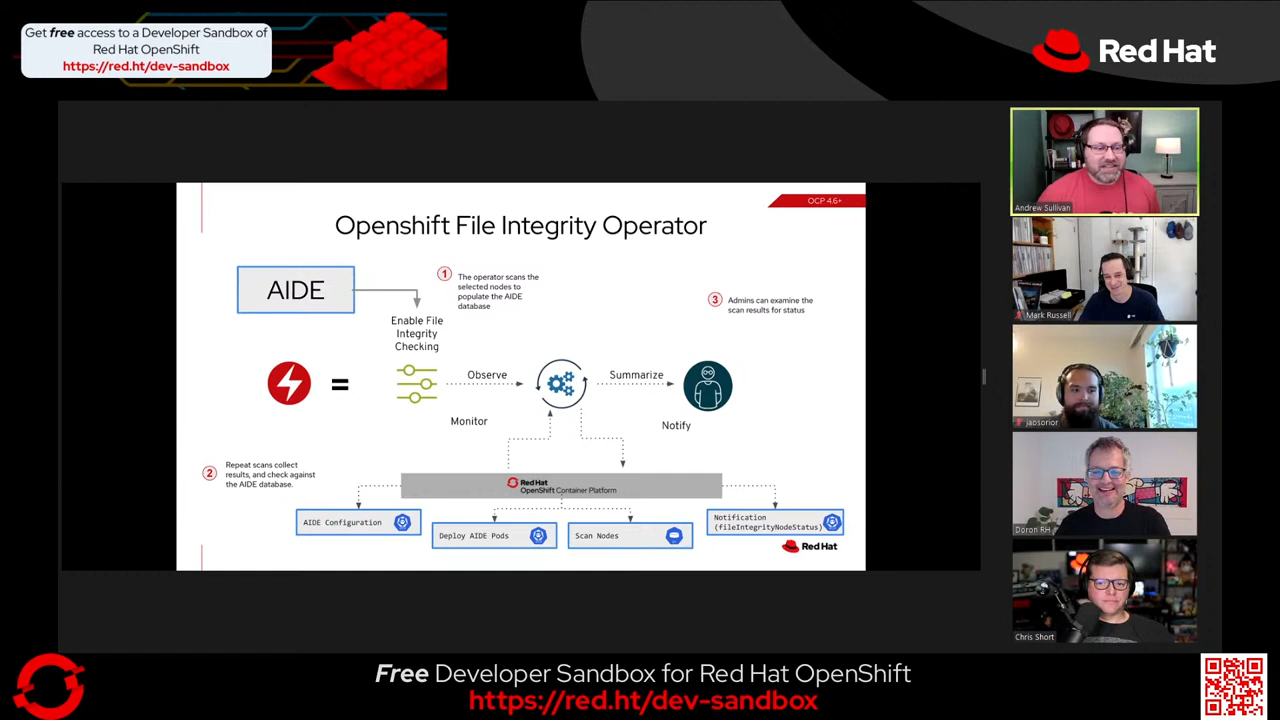 Get free access to a Developer Sandbox of
Red Hat OpenShift
https://red.ht/dev-sandbox
Red Hat
OCP 4.6+
Openshift File Integrity Operator
AIDE
1
The operator scans the
selected nodes to
populate the AIDE
database
3
Admins can examine the
scan results for status
Enable File
Integrity
Checking
=
Observe
Summarize
Monitor
Notify
2
Repeat scans collect
results, and check against
the AIDE database.
Red Hat
OpenShift Container Platform
AIDE Configuration
Deploy AIDE Pods
Scan Nodes
Notification
(fileIntegrityNodeStatus)
Red Hat
Andrew Sullivan
Mark Russell
jaosorior
Doron RH
Chris Short
Free Developer Sandbox for Red Hat OpenShift
https://red.ht/dev-sandbox